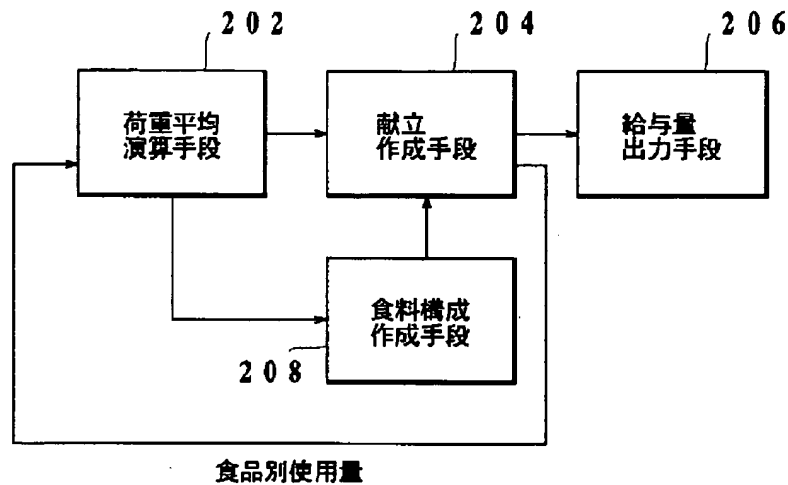 202
204
206
荷重平均
演算手段
献立
作成手段
給与量
出力手段
食料構成
作成手段
208
食品別使用量